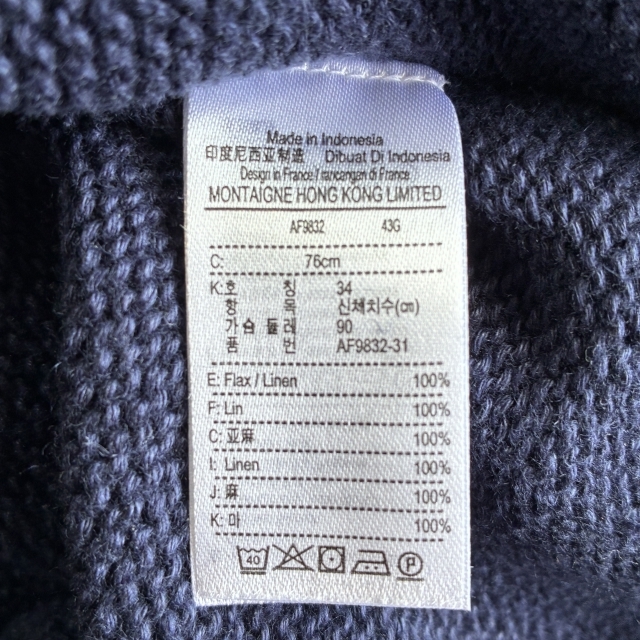 Made in Indonesia
印度尼西亚制造 Dibuat Di Indonesia
Design in France / rancangan di Francs
MONTAIGNE HONG KONG LIMITED
AF9832 43G
C: 76cm
K: 호 칭 34
항 목 신체치수(cm)
가슴둘레 90
품 번 AF9832-31
E: Flax / Linen 100%
F: Lin 100%
C: 亚麻 100%
I: Linen 100%
J: 麻 100%
K: 마 100%
40 P